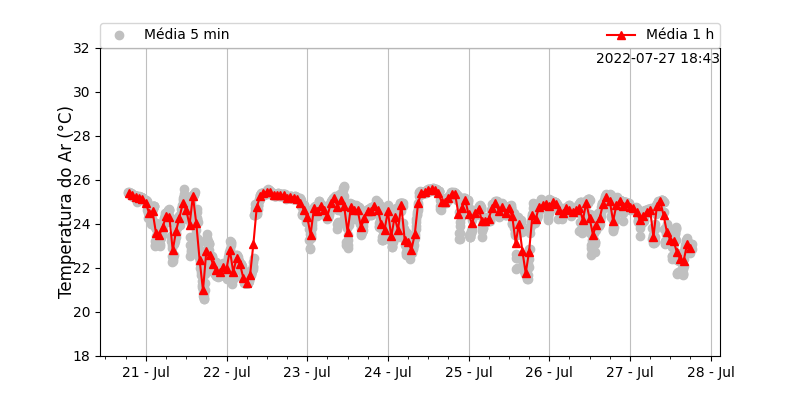 Média 5 min
Média 1 h
2022-07-27 18:43
Temperatura do Ar (°C)
32
30
28
26
24
22
20
18
21 - Jul
22 - Jul
23 - Jul
24 - Jul
25 - Jul
26 - Jul
27 - Jul
28 - Jul